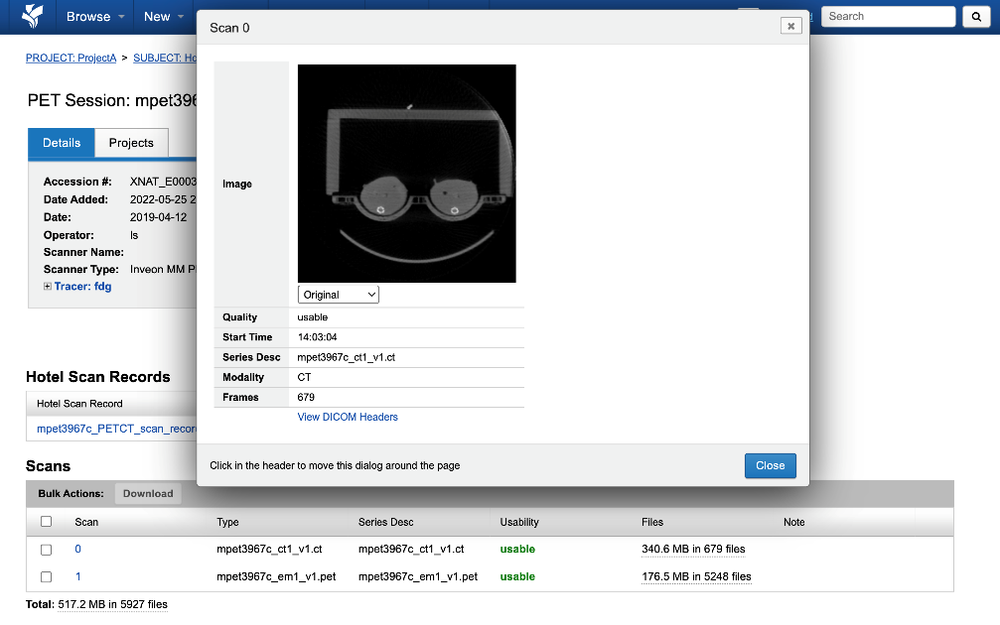 Browse New Search
Scan 0
PROJECT: ProjectA > SUBJECT:
PET Session:
Details Projects
Accession #:
Date Added: 2022-05-25
Date: 2019-04-12
Operator: ls
Scanner Name:
Scanner Type: Inveon MM
Tracer: fdg
Image
Original
Quality usable
Start Time 14:03:04
Series Desc mpet3967c_ct1_v1.ct
Modality CT
Frames 679
View DICOM Headers
Click in the header to move this dialog around the page
Close
Hotel Scan Records
Hotel Scan Record
mpet3967c_PETCT_scan_recor
Scans
Bulk Actions: Download
Scan Type Series Desc Usability Files Note
0 mpet3967c_ct1_v1.ct mpet3967c_ct1_v1.ct usable 340.6 MB in 679 files
1 mpet3967c_em1_v1.pet mpet3967c_em1_v1.pet usable 176.5 MB in 5248 files
Total: 517.2 MB in 5927 files